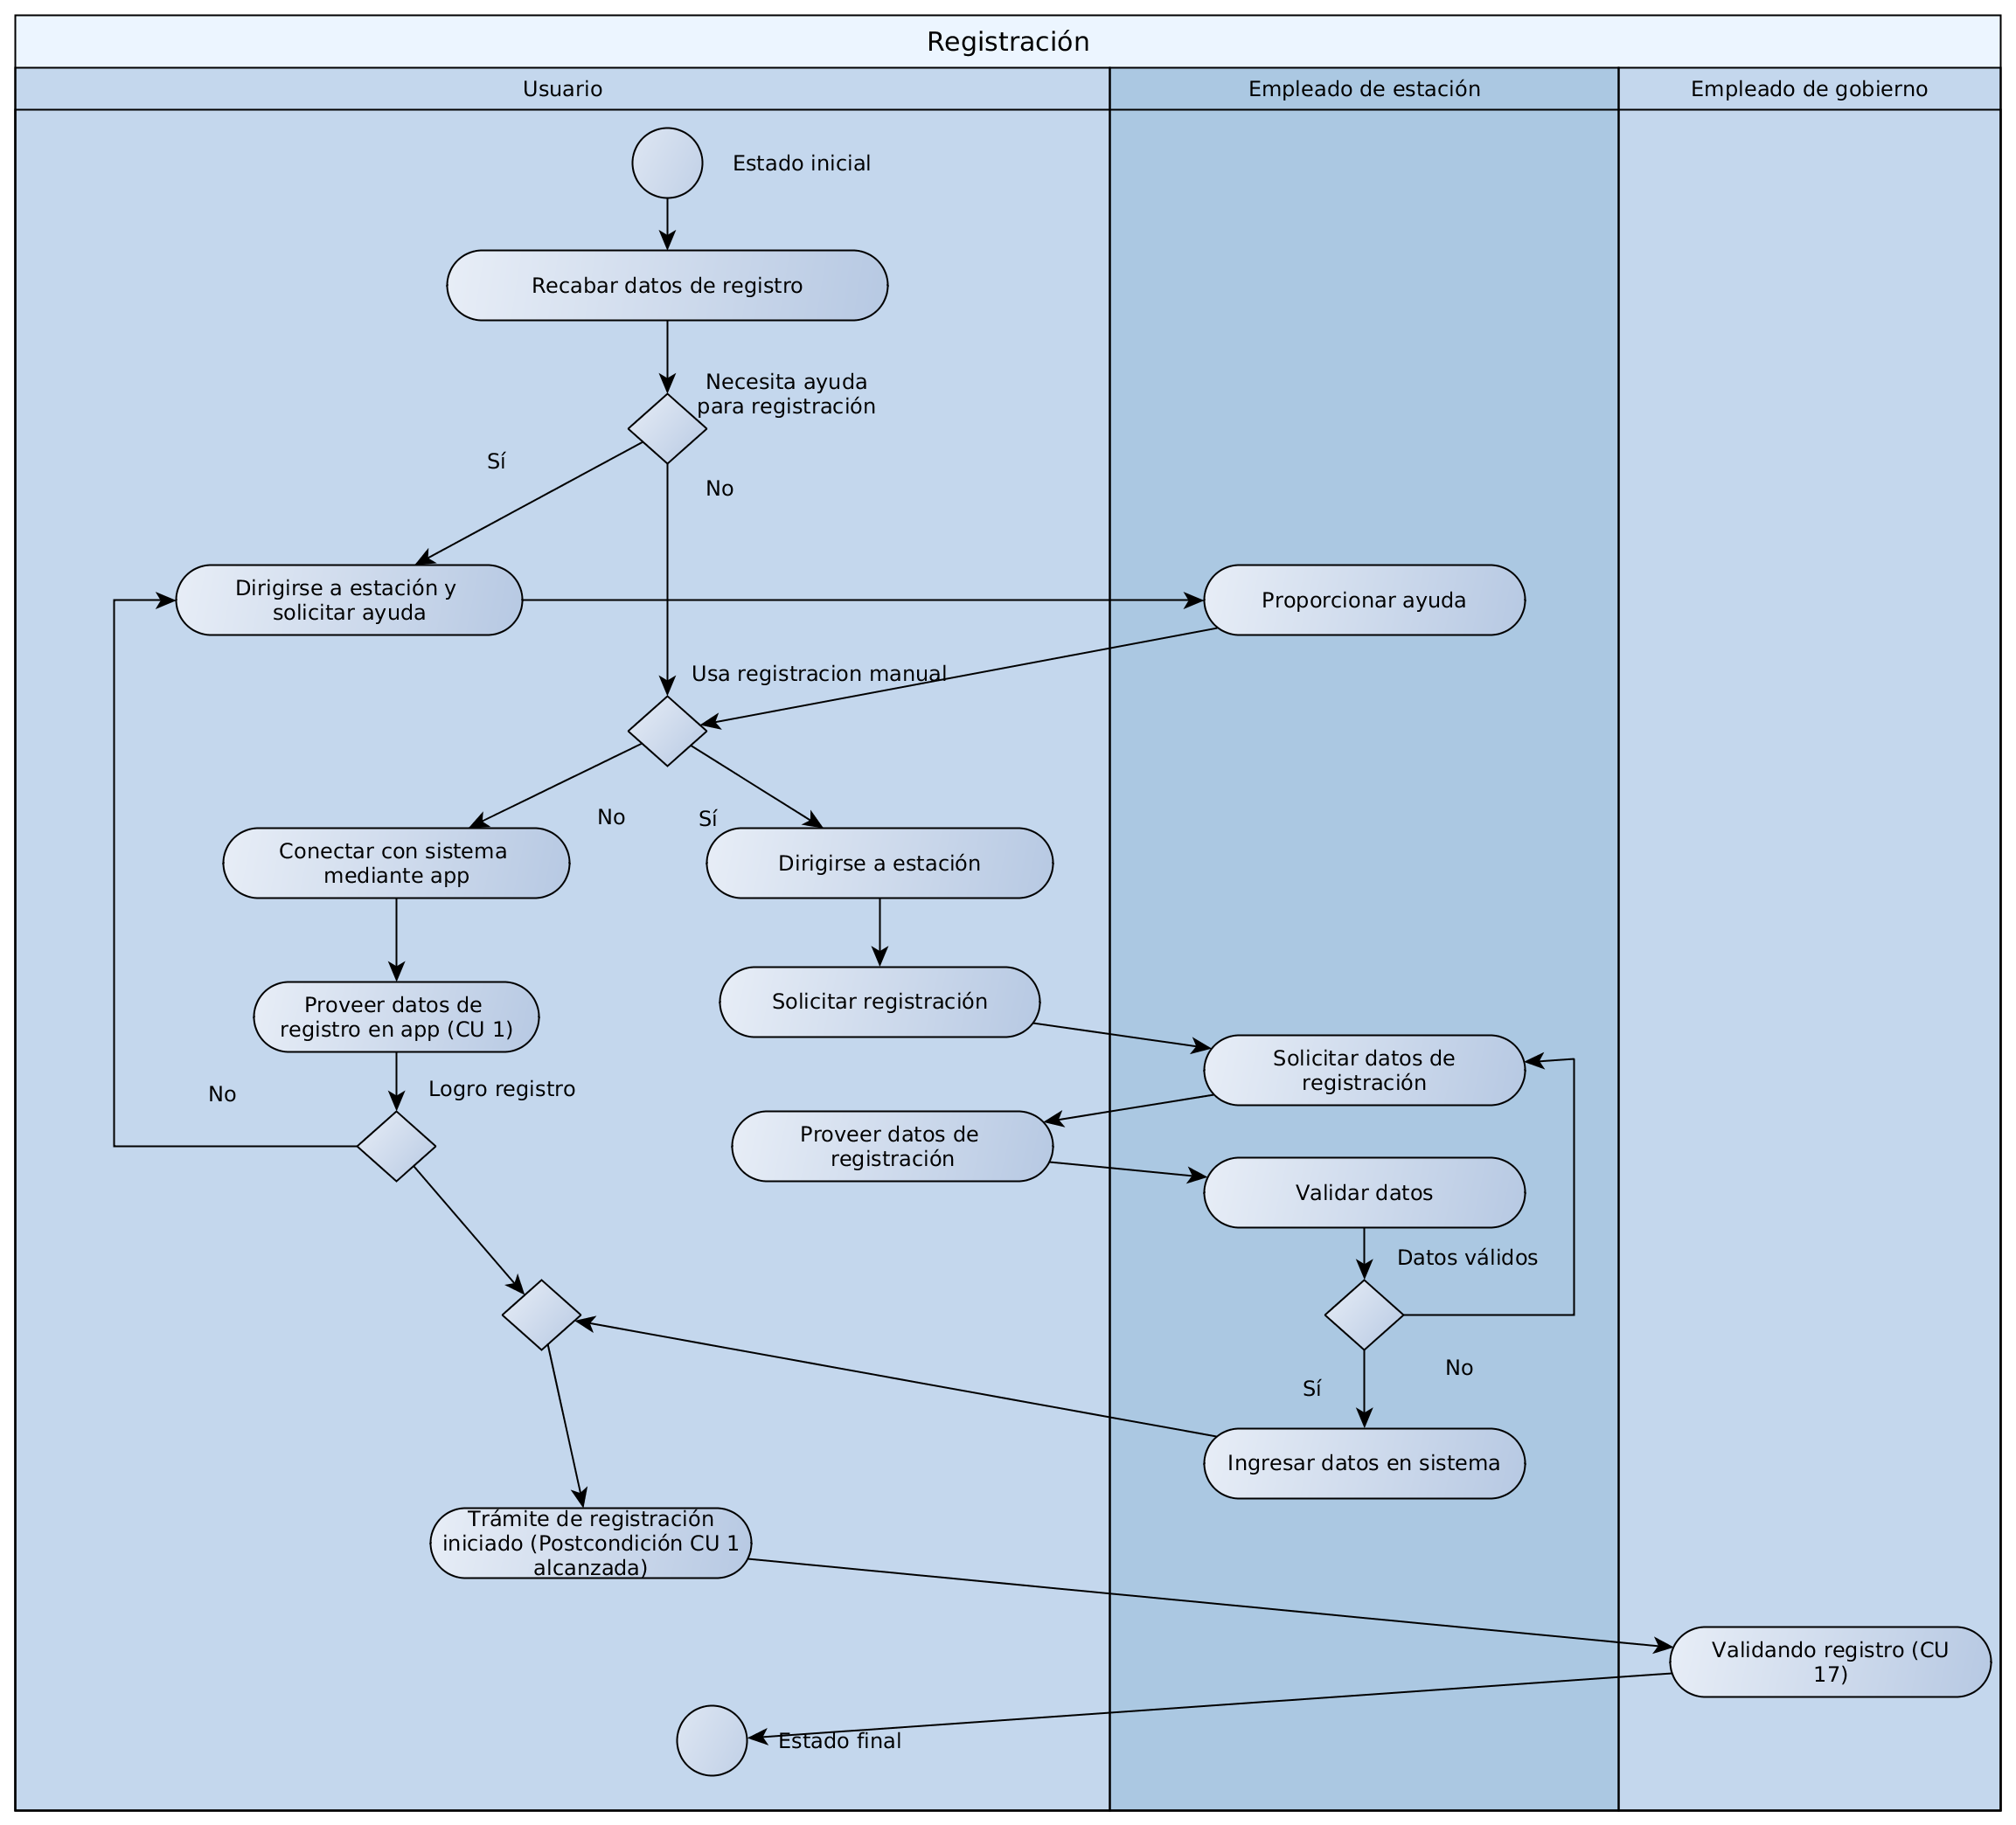 Registración
Usuario
Empleado de estación
Empleado de gobierno
Estado inicial
Recabar datos de registro
Necesita ayuda
para registración
Sí
No
Dirigirse a estación y
solicitar ayuda
Proporcionar ayuda
Usa registracion manual
No
Sí
Conectar con sistema
mediante app
Dirigirse a estación
Proveer datos de
registro en app (CU 1)
Solicitar registración
Solicitar datos de
registración
No
Logro registro
Proveer datos de
registración
Validar datos
Datos válidos
No
Sí
Ingresar datos en sistema
Trámite de registración
iniciado (Postcondición CU 1
alcanzada)
Validando registro (CU
17)
Estado final